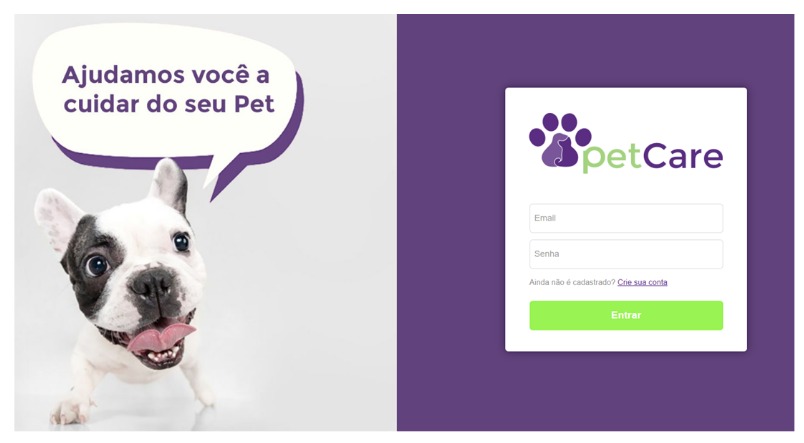 Ajudamos você a
cuidar do seu Pet
petCare
Email
Senha
Ainda não é cadastrado? Crie sua conta
Entrar